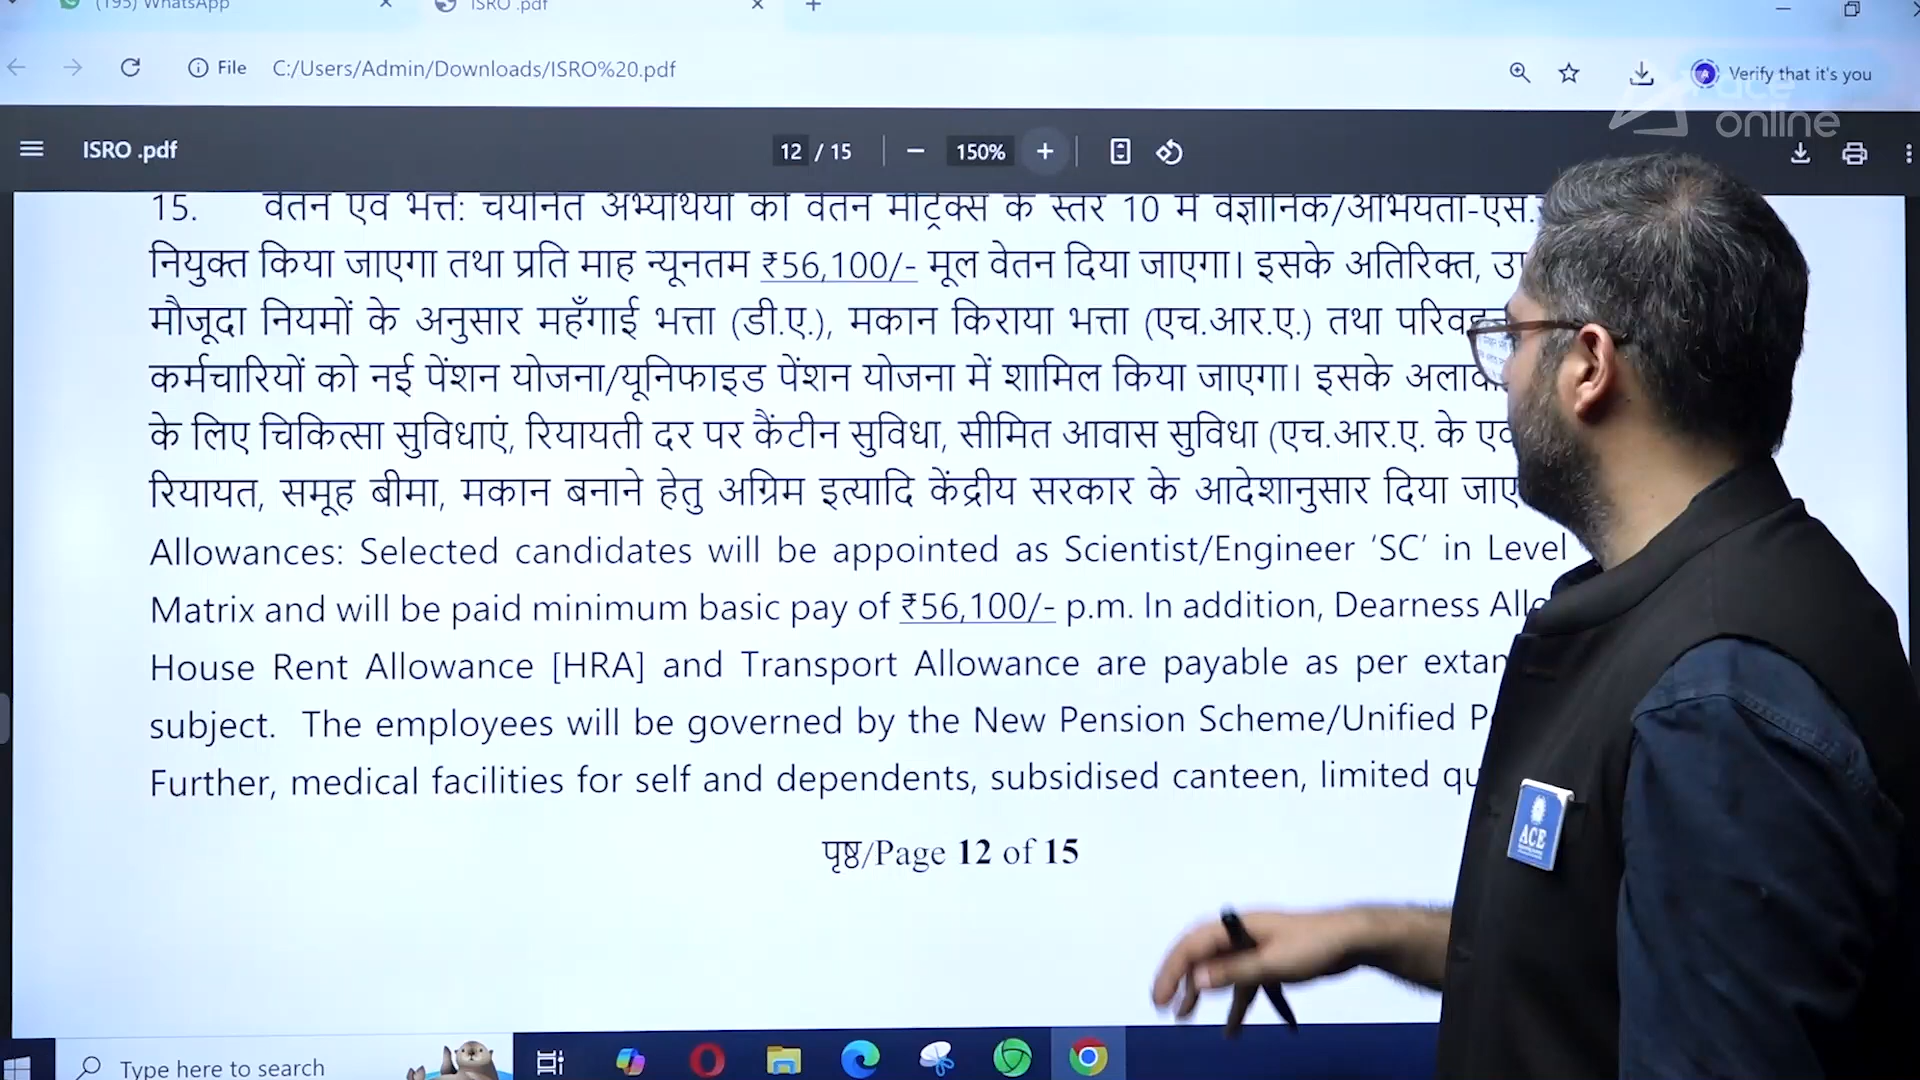 (195) WhatsApp
ISRO .pdf
File C:/Users/Admin/Downloads/ISRO%20.pdf
Verify that it's you
ace
online
ISRO .pdf
12 / 15
150%
15. वेतन एवं भत्ते: चयनित अभ्यर्थियों को वेतन मैट्रिक्स के स्तर 10 में वैज्ञानिक/अभियंता-एस.
नियुक्त किया जाएगा तथा प्रति माह न्यूनतम ₹56,100/- मूल वेतन दिया जाएगा। इसके अतिरिक्त,
मौजूदा नियमों के अनुसार महँगाई भत्ता (डी.ए.), मकान किराया भत्ता (एच.आर.ए.) तथा
कर्मचारियों को नई पेंशन योजना/यूनिफाइड पेंशन योजना में शामिल किया जाएगा। इसके
के लिए चिकित्सा सुविधाएं, रियायती दर पर कैंटीन सुविधा, सीमित आवास सुविधा (एच.आर.ए. के
रियायत, समूह बीमा, मकान बनाने हेतु अग्रिम इत्यादि केंद्रीय सरकार के आदेशानुसार दिया
Allowances: Selected candidates will be appointed as Scientist/Engineer ‘SC’ in Level
Matrix and will be paid minimum basic pay of ₹56,100/- p.m. In addition, Dearness
House Rent Allowance [HRA] and Transport Allowance are payable as per
subject. The employees will be governed by the New Pension Scheme/Unified
Further, medical facilities for self and dependents, subsidised canteen, limited
पृष्ठ/Page 12 of 15
ACE
Type here to search